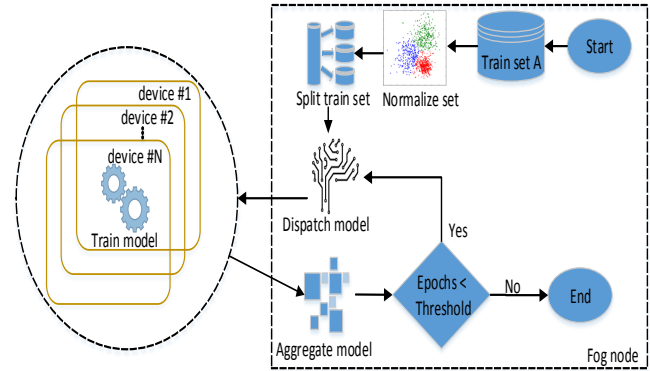 Start
Train set A
Normalize set
Split train set
device #1
device #2
device #N
Train model
Dispatch model
Yes
Epochs <
Threshold
No
End
Aggregate model
Fog node